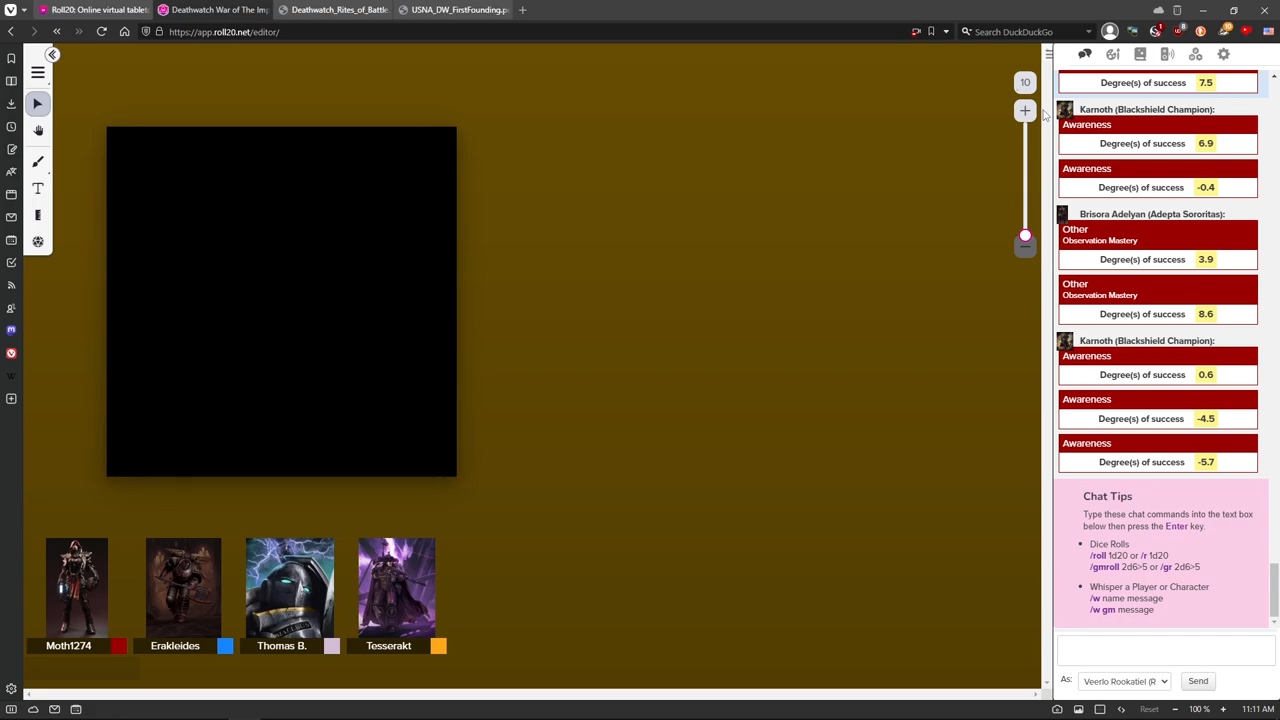 Roll20: Online virtual tablet
Deathwatch War of The Imp
Deathwatch_Rites_of_Battle.
USNA_DW_FirstFounding.p
https://app.roll20.net/editor/
Search DuckDuckGo
10
Degree(s) of success 7.5
Karnoth (Blackshield Champion):
Awareness
Degree(s) of success 6.9
Awareness
Degree(s) of success -0.4
Brisora Adelyan (Adepta Sororitas):
Other
Observation Mastery
Degree(s) of success 3.9
Other
Observation Mastery
Degree(s) of success 8.6
Karnoth (Blackshield Champion):
Awareness
Degree(s) of success 0.6
Awareness
Degree(s) of success -4.5
Awareness
Degree(s) of success -5.7
Chat Tips
Type these chat commands into the text box
below then press the Enter key.
Dice Rolls
/roll 1d20 or /r 1d20
/gmroll 2d6>5 or /gr 2d6>5
Whisper a Player or Character
/w name message
/w gm message
As: Veerlo Rookatiel (R
Send
Moth1274
Erakleides
Thomas B.
Tesserakt
Reset
100 %
11:11 AM